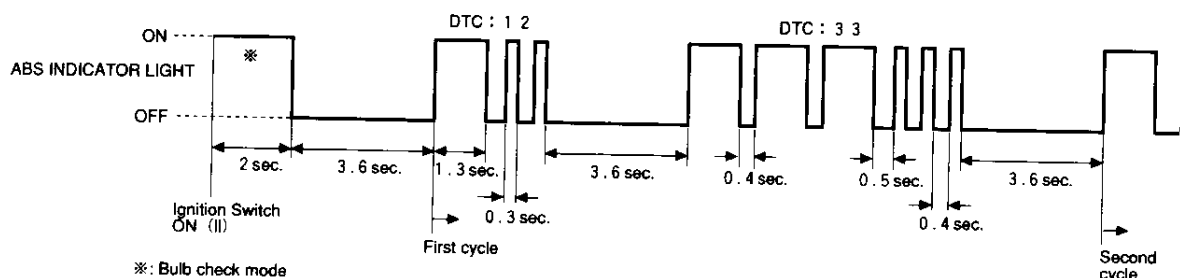 DTC : 1 2
DTC : 3 3
ON
※
ABS INDICATOR LIGHT
OFF
2 sec.
3 . 6 sec.
1 . 3 sec.
0 . 3 sec.
3 . 6 sec.
0 . 4 sec.
0 . 5 sec.
0 . 4 sec.
3 . 6 sec.
Ignition Switch
ON (II)
First cycle
Second
cycle
※: Bulb check mode